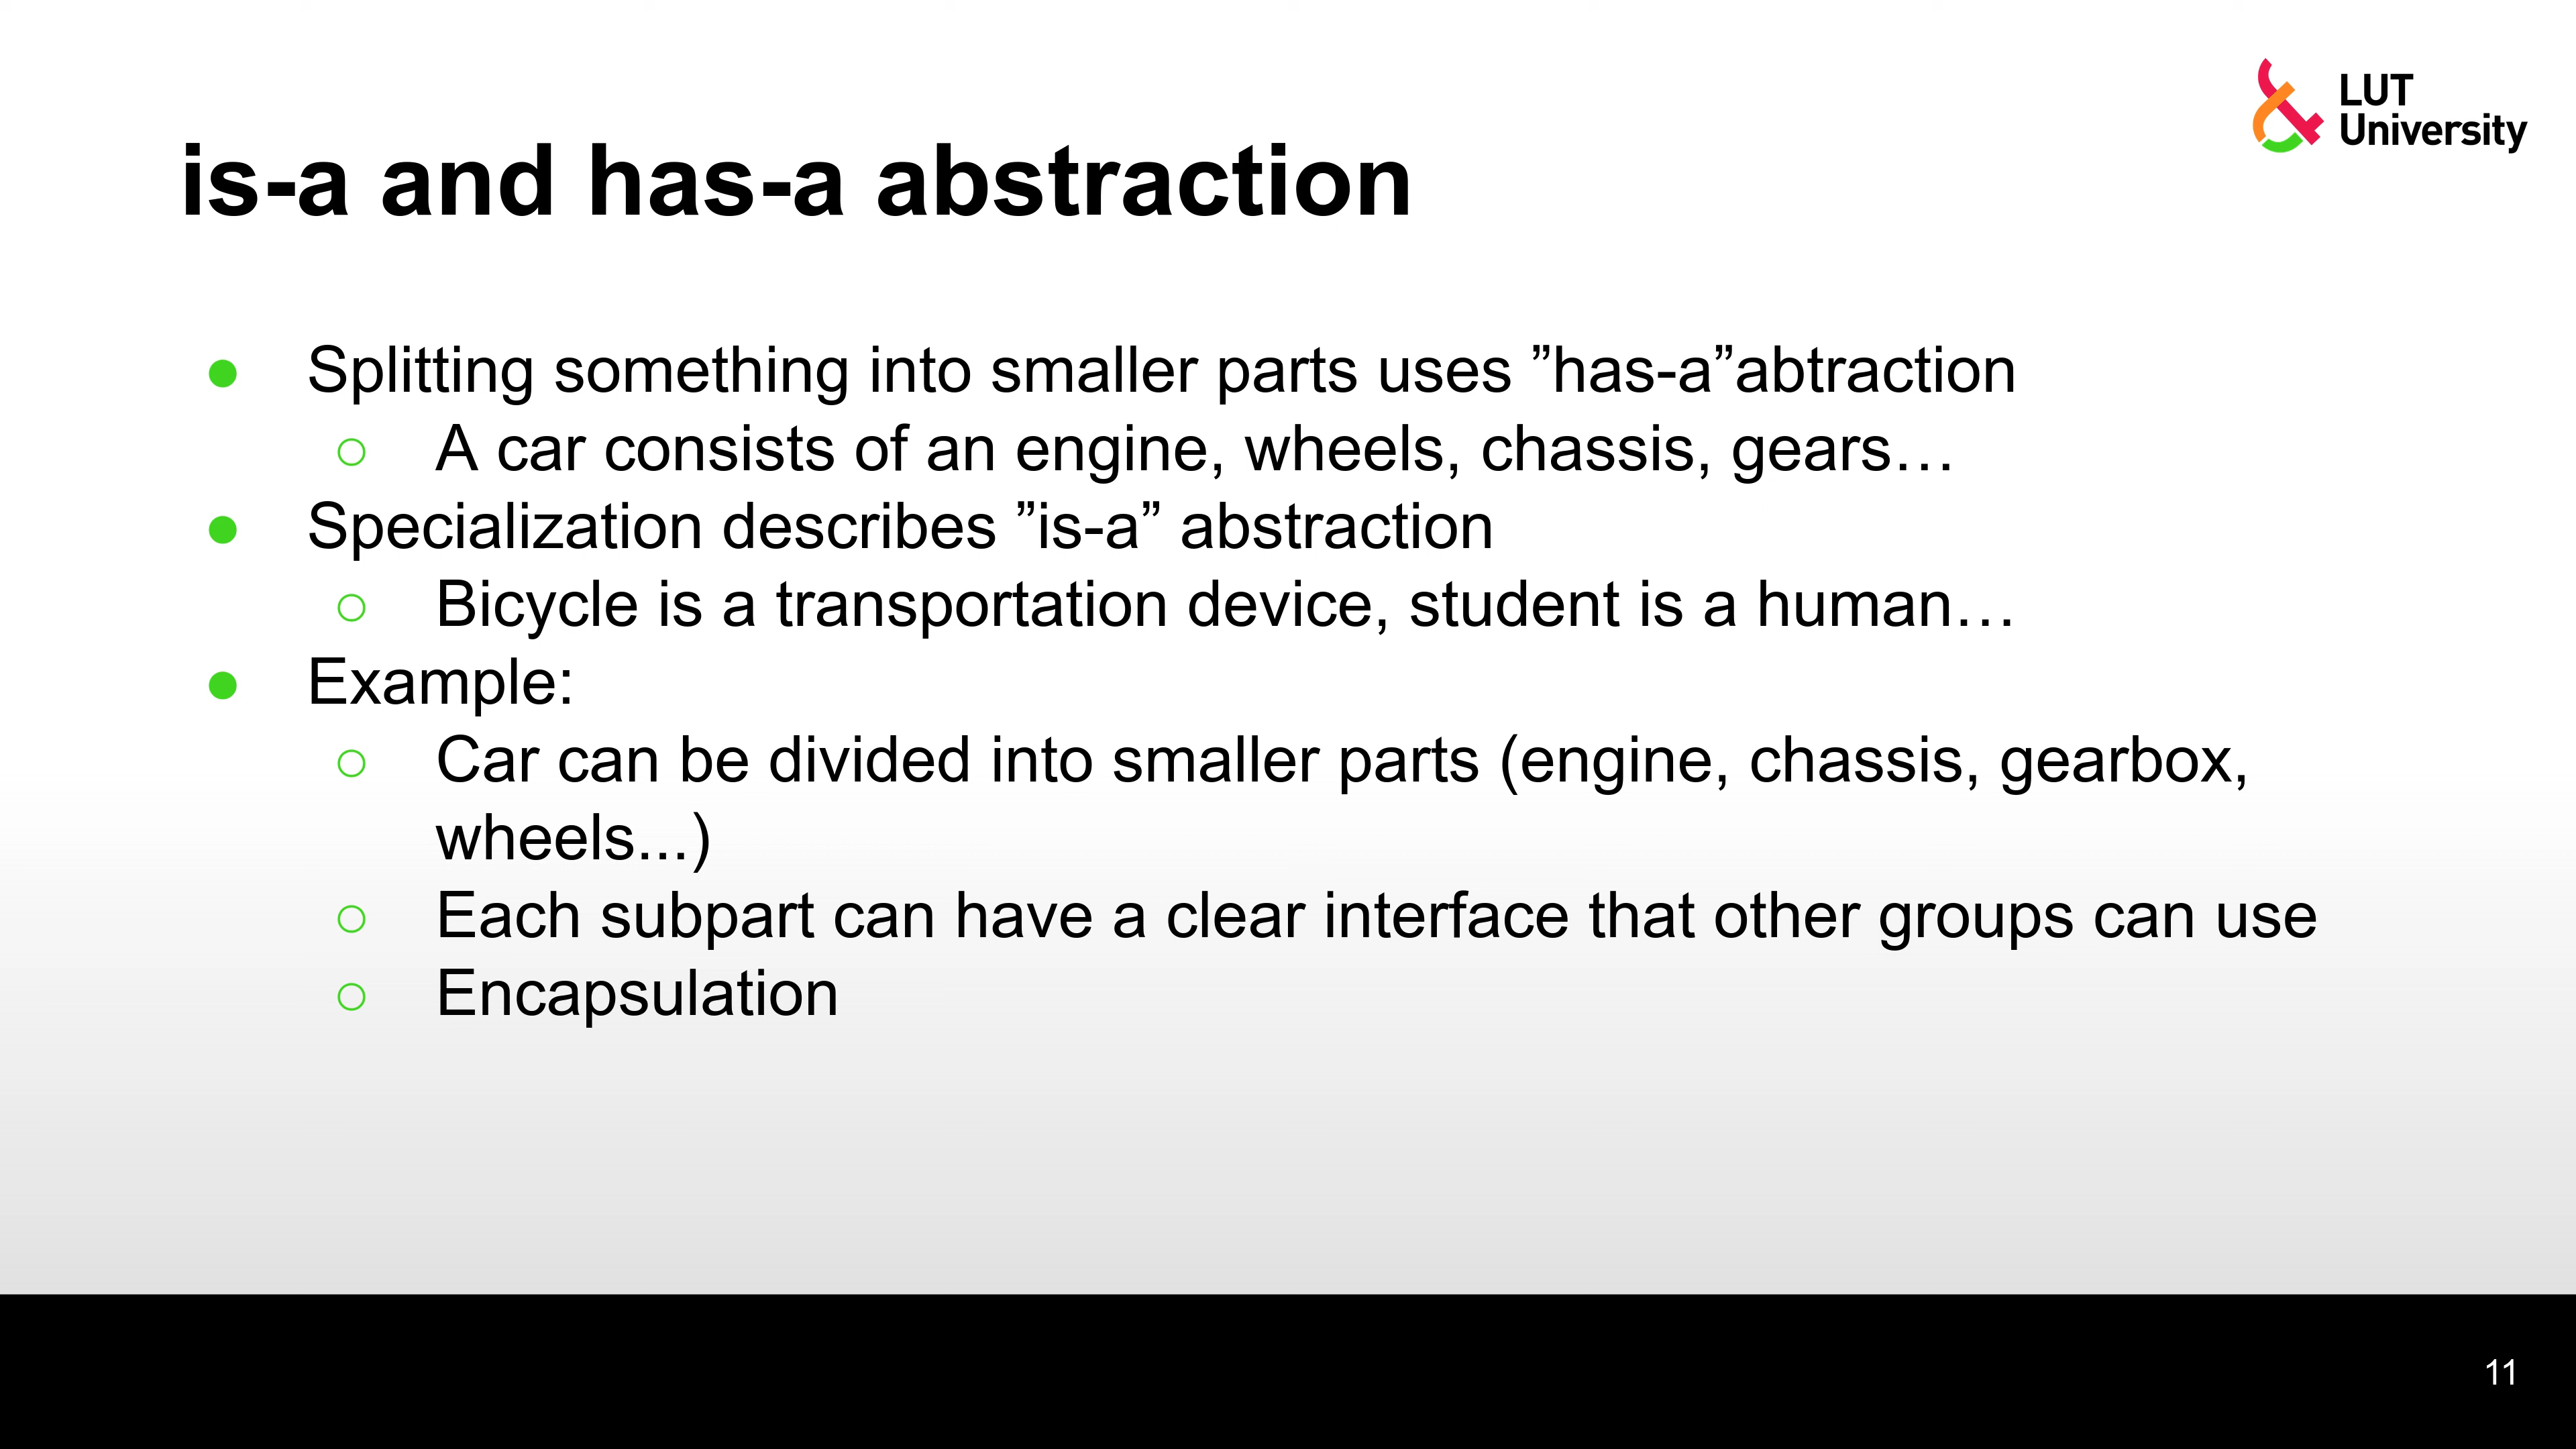 LUT
University
is-a and has-a abstraction
● Splitting something into smaller parts uses ”has-a”abtraction
○ A car consists of an engine, wheels, chassis, gears…
● Specialization describes ”is-a” abstraction
○ Bicycle is a transportation device, student is a human…
● Example:
○ Car can be divided into smaller parts (engine, chassis, gearbox,
wheels...)
○ Each subpart can have a clear interface that other groups can use
○ Encapsulation
11